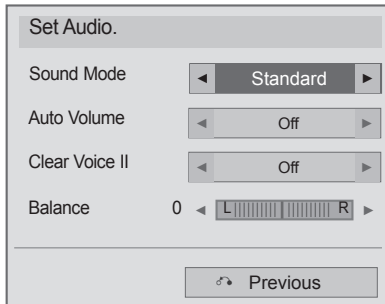 Set Audio.
Sound Mode ◄ Standard ►
Auto Volume ◄ Off ►
Clear Voice II ◄ Off ►
Balance 0 ◄ L R ►
Previous